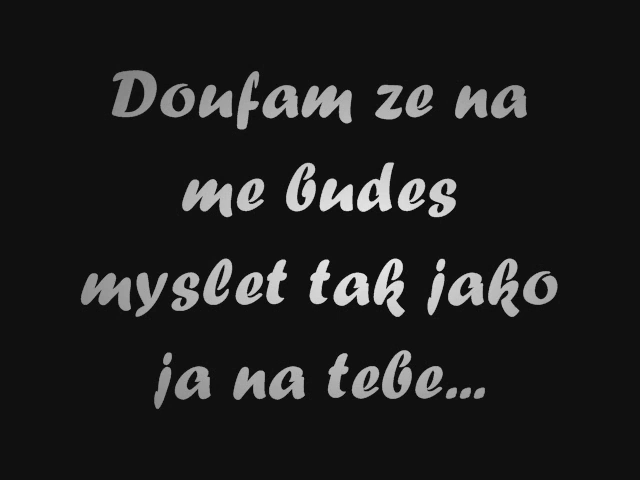 Doufam ze na
me budes
myslet tak jako
ja na tebe...